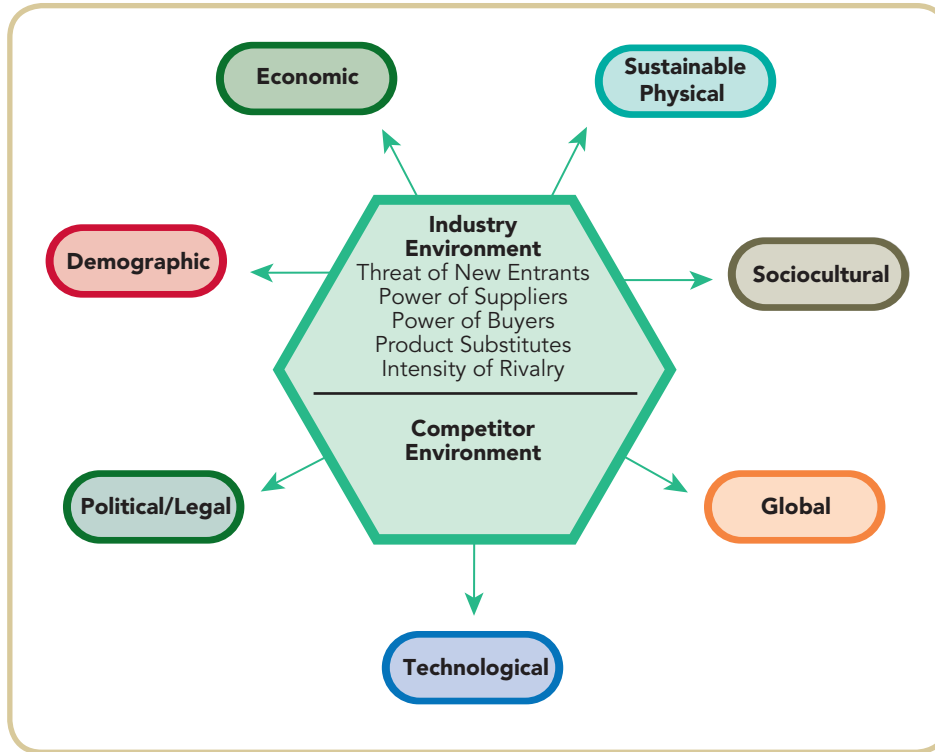 Economic
Sustainable
Physical
Demographic
Industry
Environment
Threat of New Entrants
Power of Suppliers
Power of Buyers
Product Substitutes
Intensity of Rivalry
Sociocultural
Competitor
Environment
Political/Legal
Global
Technological